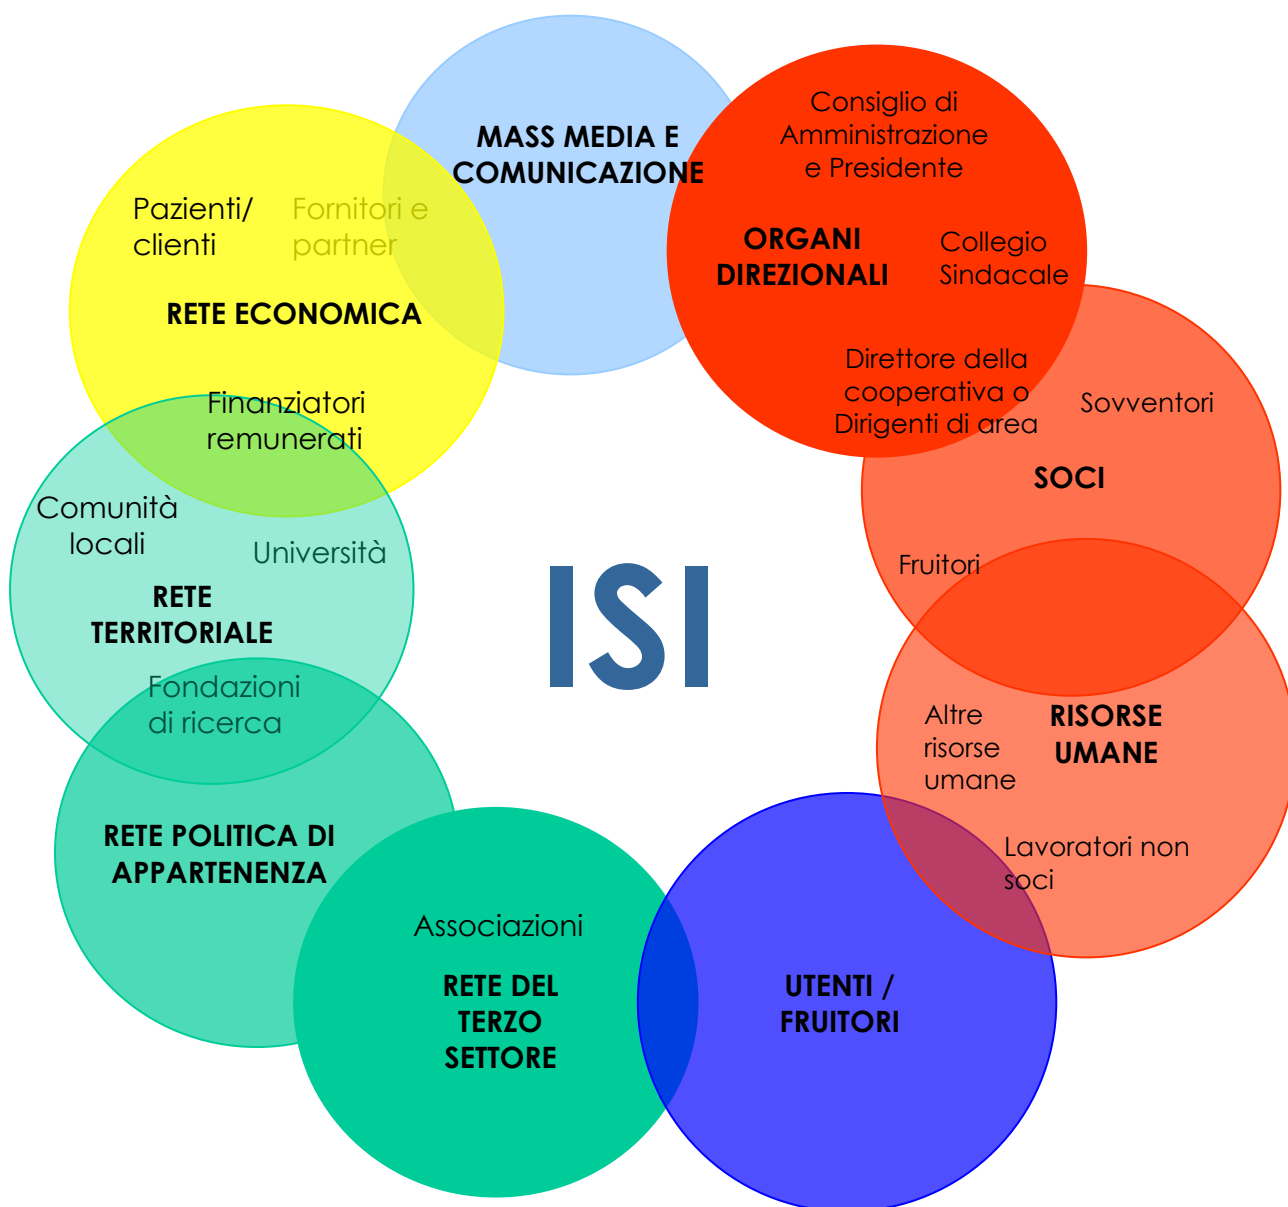 MASS MEDIA E
COMUNICAZIONE
Consiglio di
Amministrazione
e Presidente
ORGANI
DIREZIONALI
Collegio
Sindacale
Direttore della
cooperativa o
Dirigenti di area
Pazienti/
clienti
Fornitori e
partner
RETE ECONOMICA
Finanziatori
remunerati
Sovventori
SOCI
Fruitori
Comunità
locali
Università
RETE
TERRITORIALE
ISI
Fondazioni
di ricerca
Altre
risorse
umane
RISORSE
UMANE
Lavoratori non
soci
RETE POLITICA DI
APPARTENENZA
Associazioni
RETE DEL
TERZO
SETTORE
UTENTI /
FRUITORI